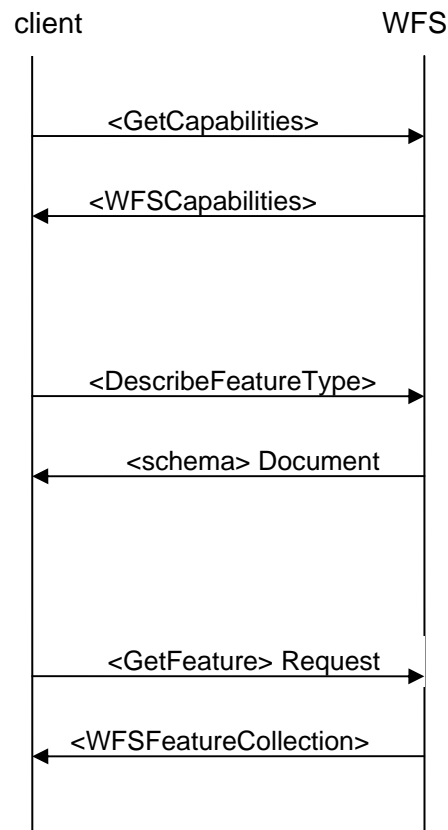 client WFS
<GetCapabilities>
<WFSCapabilities>
<DescribeFeatureType>
<schema> Document
<GetFeature> Request
<WFSFeatureCollection>